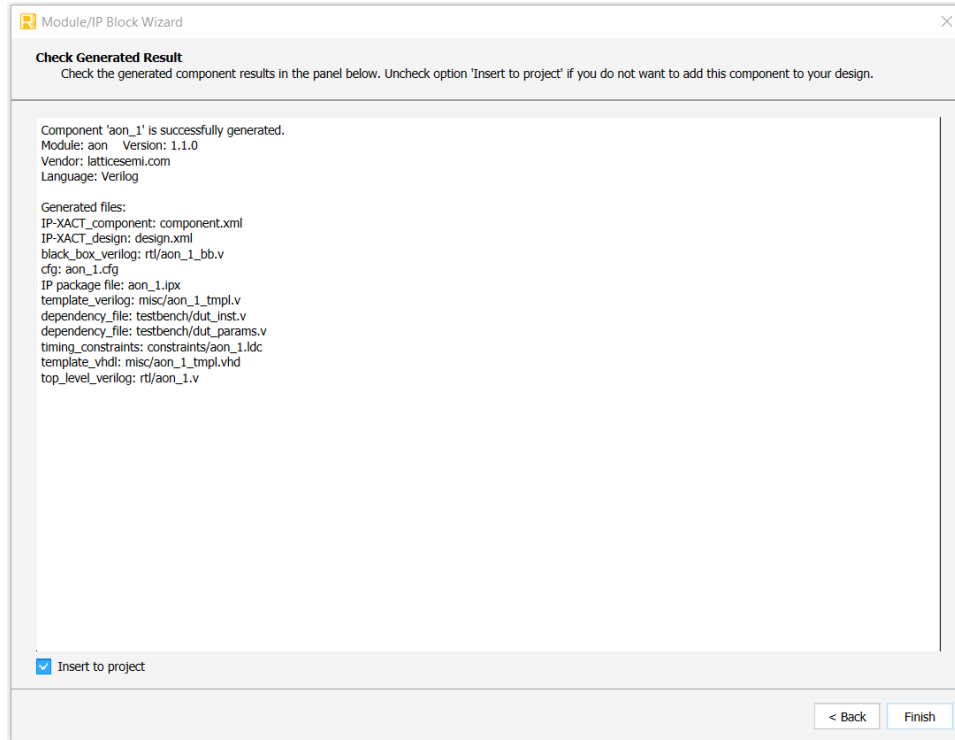 Module/IP Block Wizard
Check Generated Result
Check the generated component results in the panel below. Uncheck option 'Insert to project' if you do not want to add this component to your design.
Component 'aon_1' is successfully generated.
Module: aon    Version: 1.1.0
Vendor: latticesemi.com
Language: Verilog
Generated files:
IP-XACT_component: component.xml
IP-XACT_design: design.xml
black_box_verilog: rtl/aon_1_bb.v
cfg: aon_1.cfg
IP package file: aon_1.ipx
template_verilog: misc/aon_1_tmpl.v
dependency_file: testbench/dut_inst.v
dependency_file: testbench/dut_params.v
timing_constraints: constraints/aon_1.ldc
template_vhdl: misc/aon_1_tmpl.vhd
top_level_verilog: rtl/aon_1.v
Insert to project
< Back
Finish